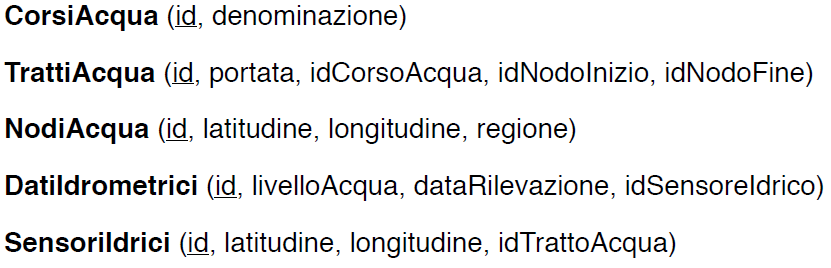 CorsiAcqua (id, denominazione)
TrattiAcqua (id, portata, idCorsoAcqua, idNodoInizio, idNodoFine)
NodiAcqua (id, latitudine, longitudine, regione)
DatiIdrometrici (id, livelloAcqua, dataRilevazione, idSensoreIdrico)
SensoriIdrici (id, latitudine, longitudine, idTrattoAcqua)